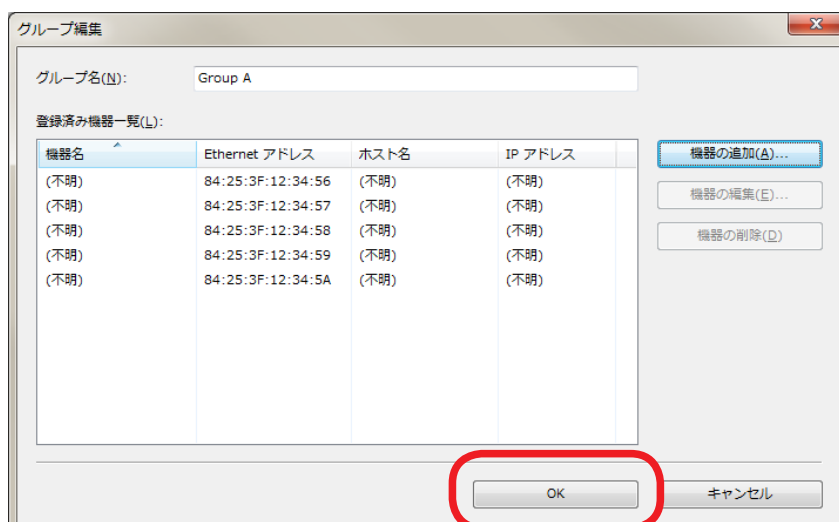 グループ編集
グループ名(N): Group A
登録済み機器一覧(L):
機器名 Ethernet アドレス ホスト名 IP アドレス 機器の追加(A)...
(不明) 84:25:3F:12:34:56 (不明) (不明)
機器の編集(E)...
(不明) 84:25:3F:12:34:57 (不明) (不明)
(不明) 84:25:3F:12:34:58 (不明) (不明) 機器の削除(D)
(不明) 84:25:3F:12:34:59 (不明) (不明)
(不明) 84:25:3F:12:34:5A (不明) (不明)
OK キャンセル